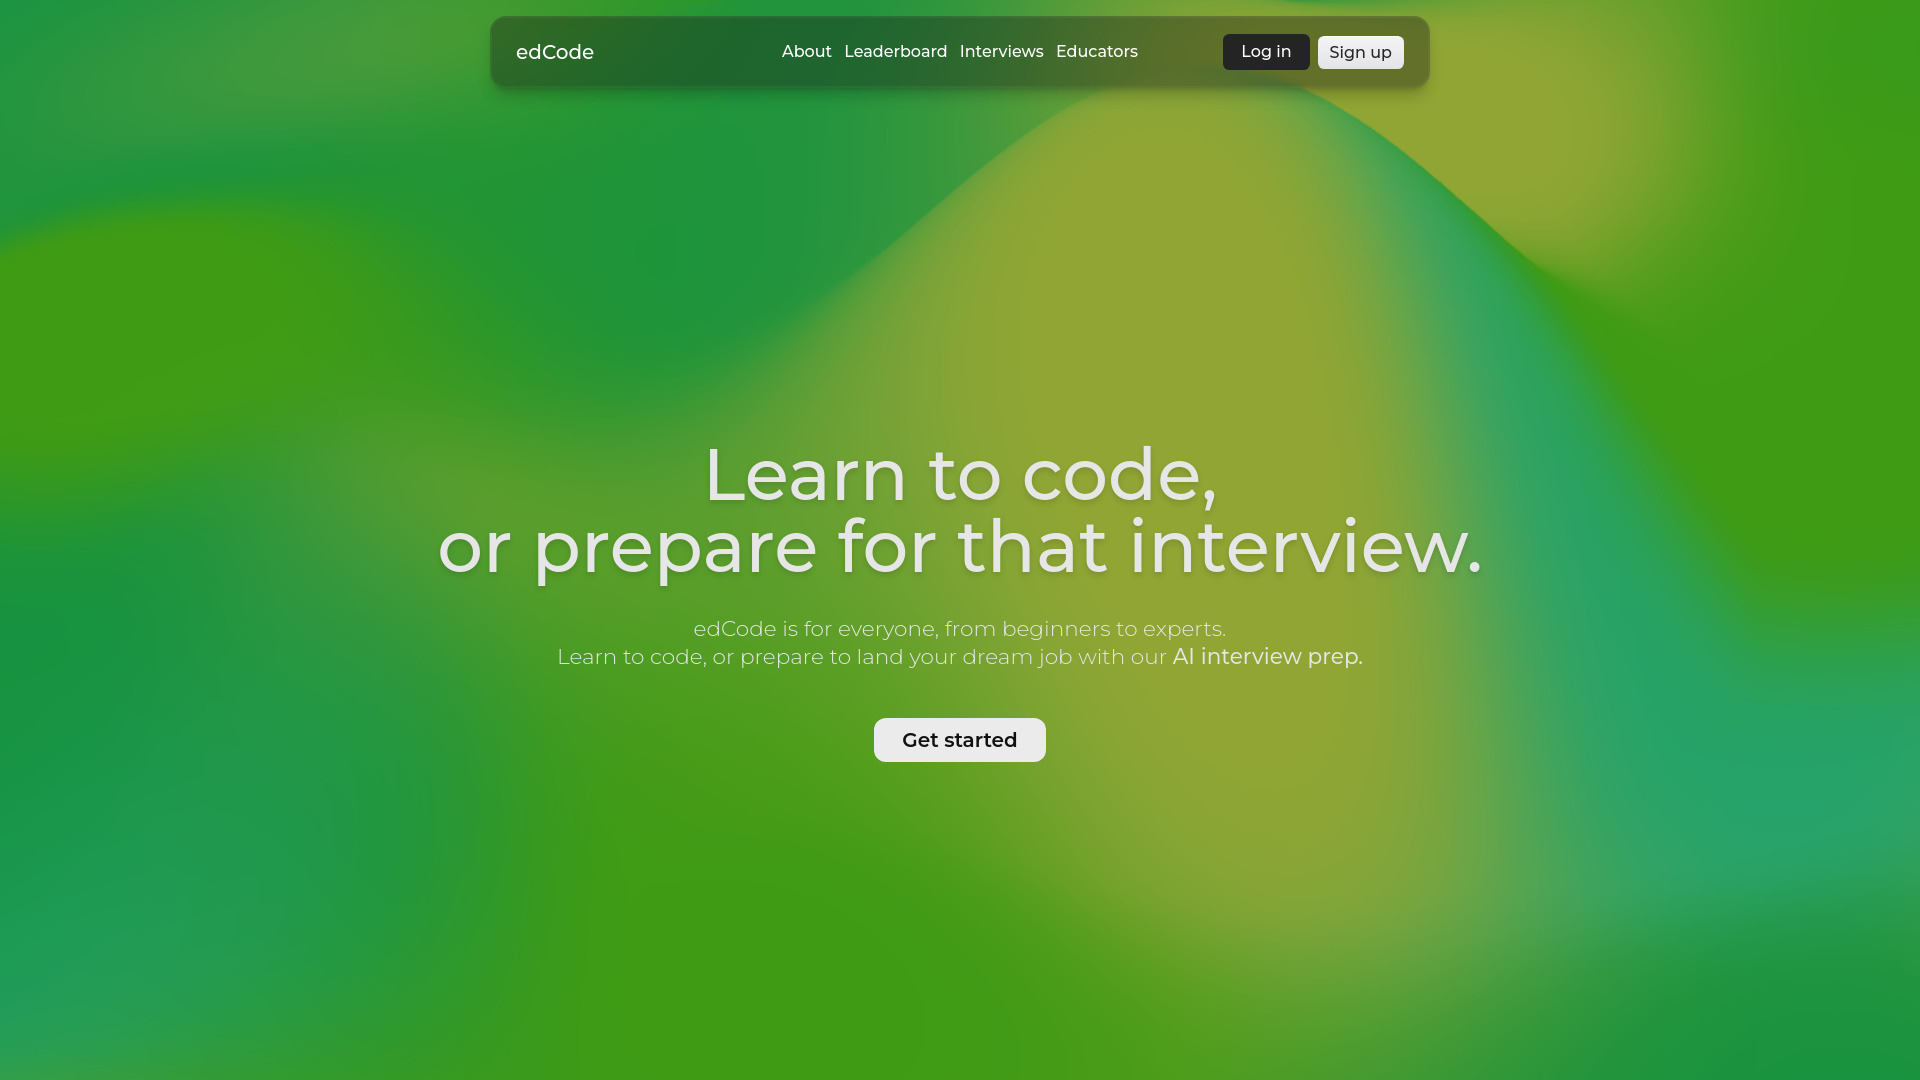 edCode
About Leaderboard Interviews Educators
Log in Sign up
Learn to code,
or prepare for that interview.
edCode is for everyone, from beginners to experts.
Learn to code, or prepare to land your dream job with our AI interview prep.
Get started